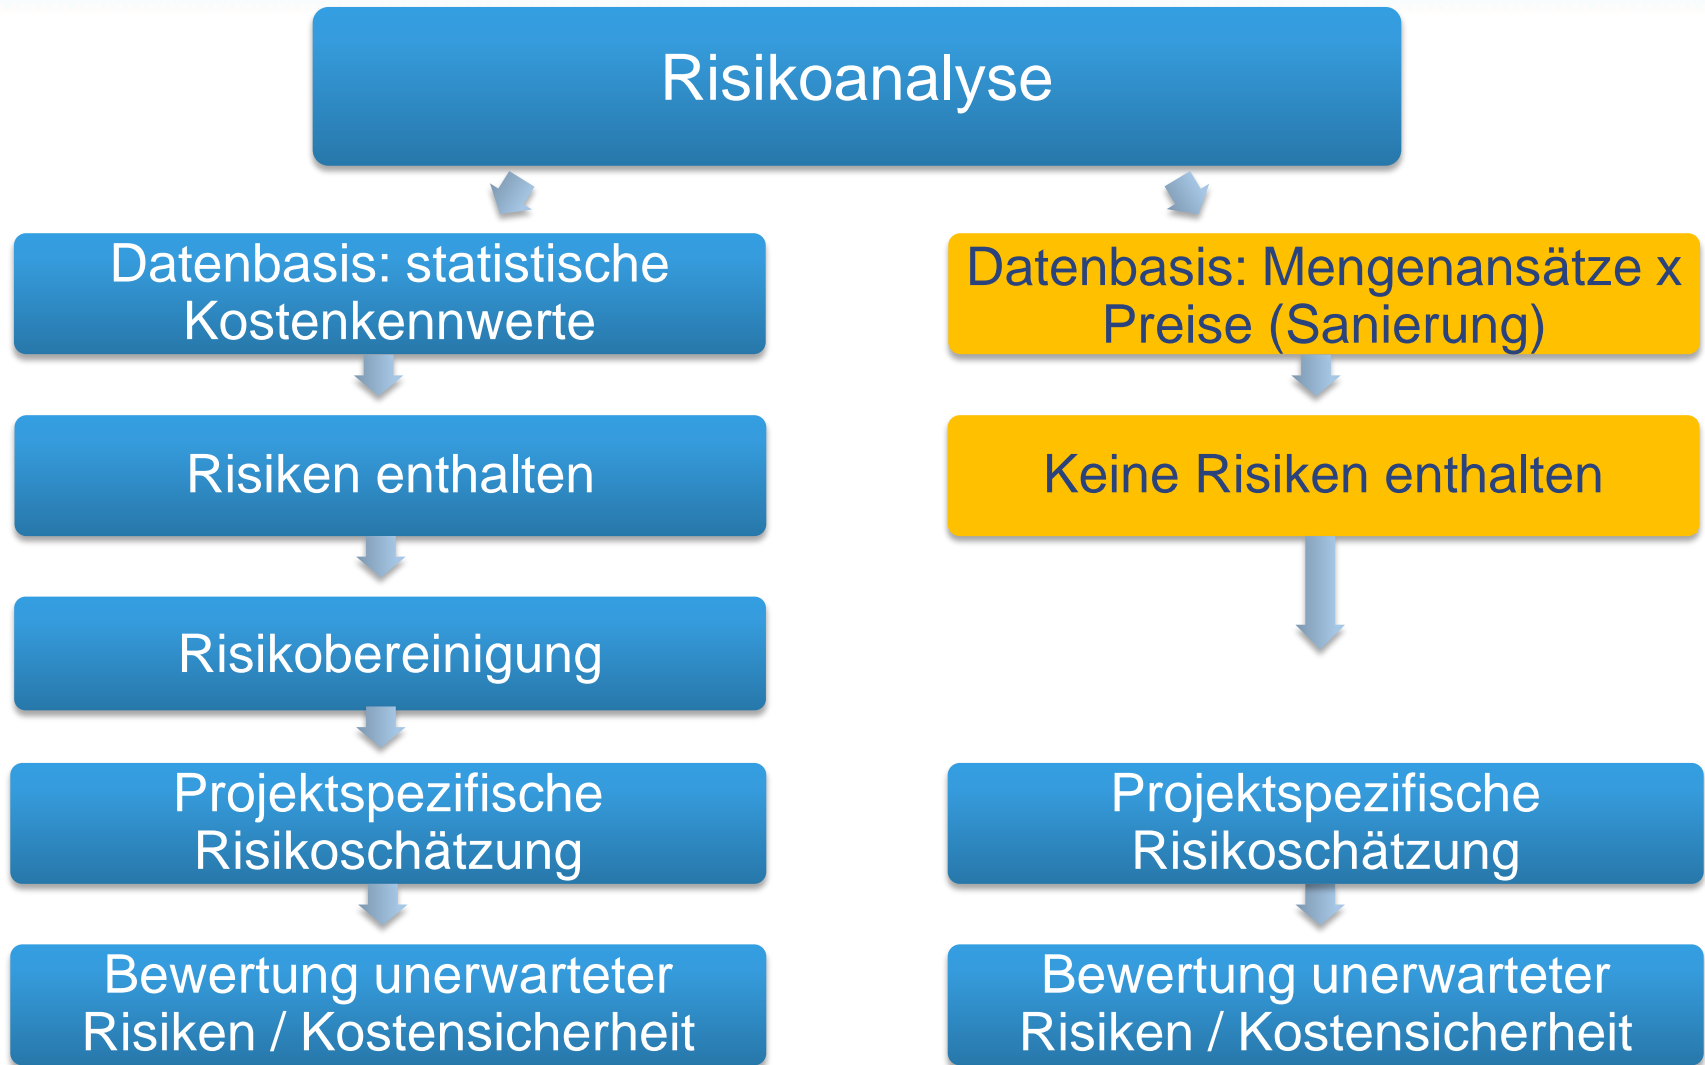 Risikoanalyse
Datenbasis: statistische
Kostenkennwerte
Risiken enthalten
Risikobereinigung
Projektspezifische
Risikoschätzung
Bewertung unerwarteter
Risiken / Kostensicherheit
Datenbasis: Mengenansätze x
Preise (Sanierung)
Keine Risiken enthalten
Projektspezifische
Risikoschätzung
Bewertung unerwarteter
Risiken / Kostensicherheit